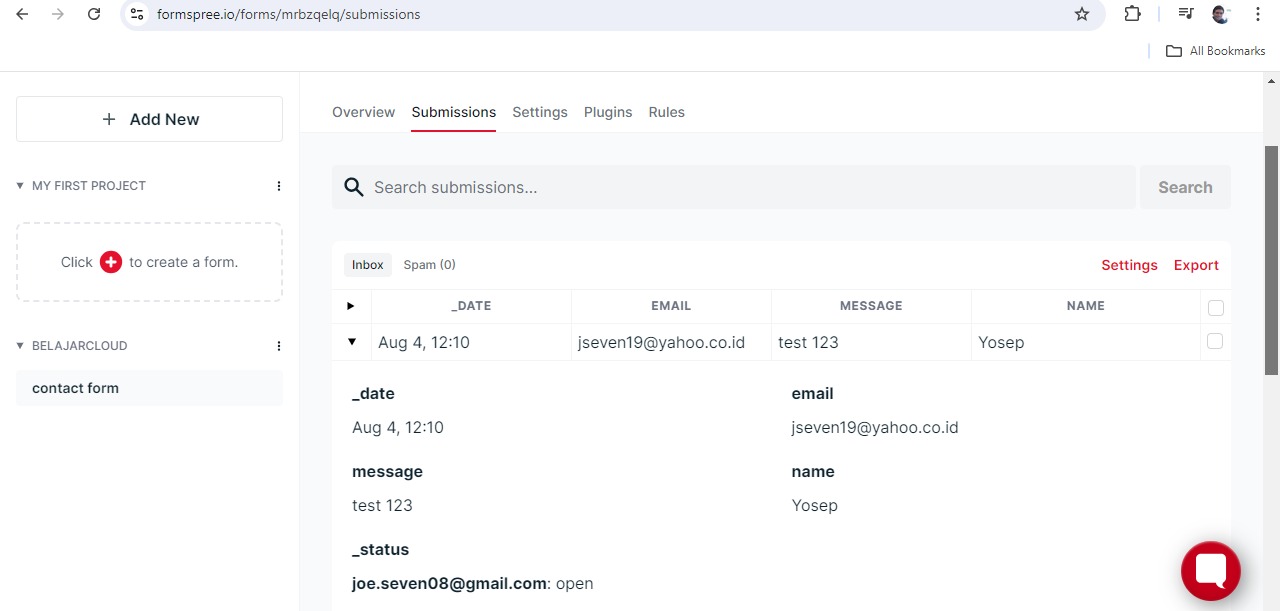 formspree.io/forms/mrbzqelq/submissions
All Bookmarks
Add New
MY FIRST PROJECT
Click to create a form.
BELAJARCLOUD
contact form
Overview Submissions Settings Plugins Rules
Search submissions... Search
Inbox Spam (0) Settings Export
_DATE EMAIL MESSAGE NAME
Aug 4, 12:10 jseven19@yahoo.co.id test 123 Yosep
_date email
Aug 4, 12:10 jseven19@yahoo.co.id
message name
test 123 Yosep
_status
joe.seven08@gmail.com: open